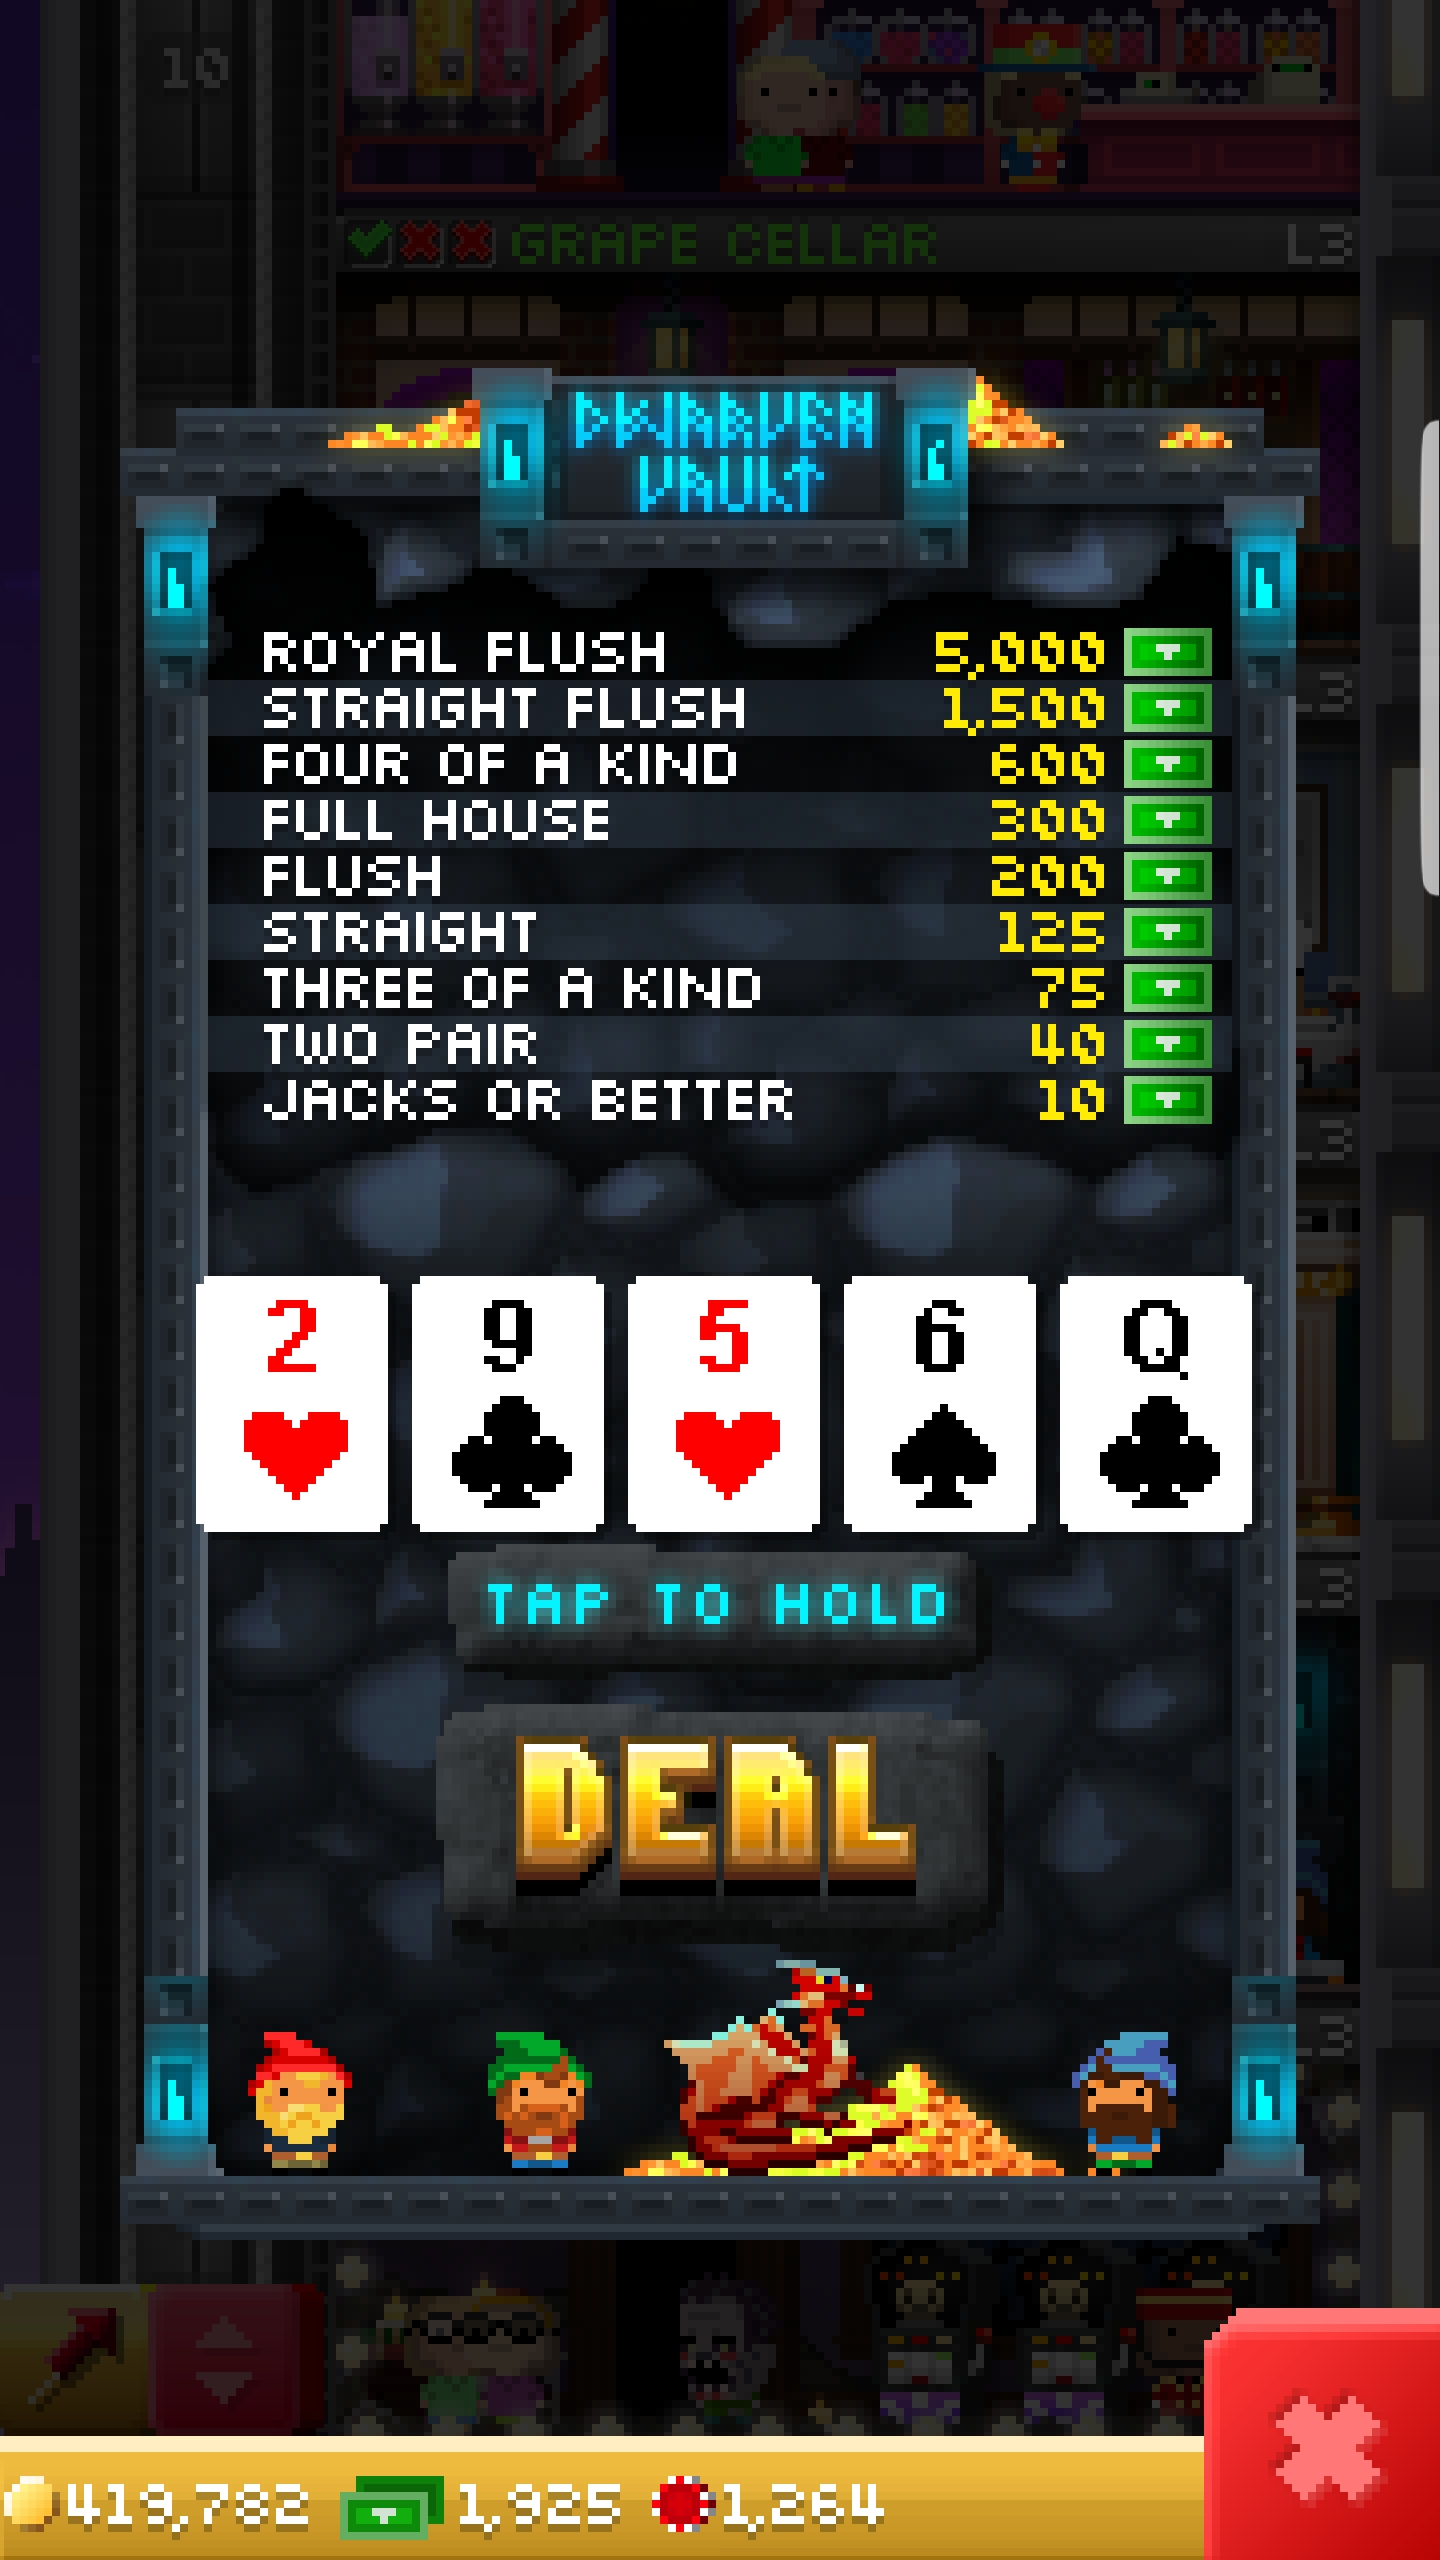 10
GRAPE CELLAR L3
DWARVEN
VAULT
ROYAL FLUSH 5,000
STRAIGHT FLUSH 1,500
FOUR OF A KIND 600
FULL HOUSE 300
FLUSH 200
STRAIGHT 125
THREE OF A KIND 75
TWO PAIR 40
JACKS OR BETTER 10
2 9 5 6 Q
TAP TO HOLD
DEAL
419,782 1,925 1,264